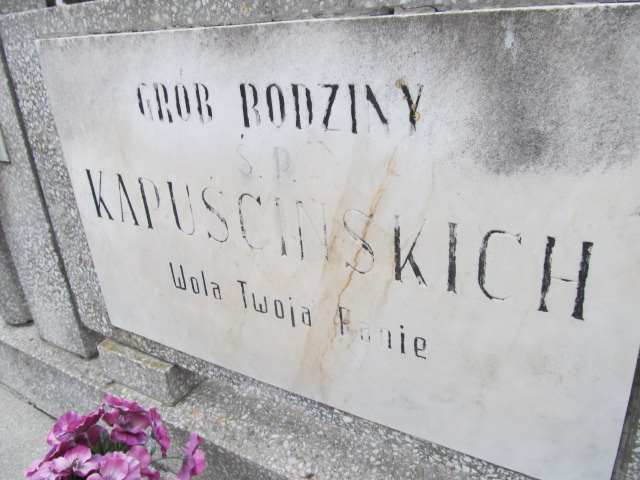 GRÓB RODZINY
Ś.P.
KAPUŚCIŃSKICH
Wola Twoja Panie